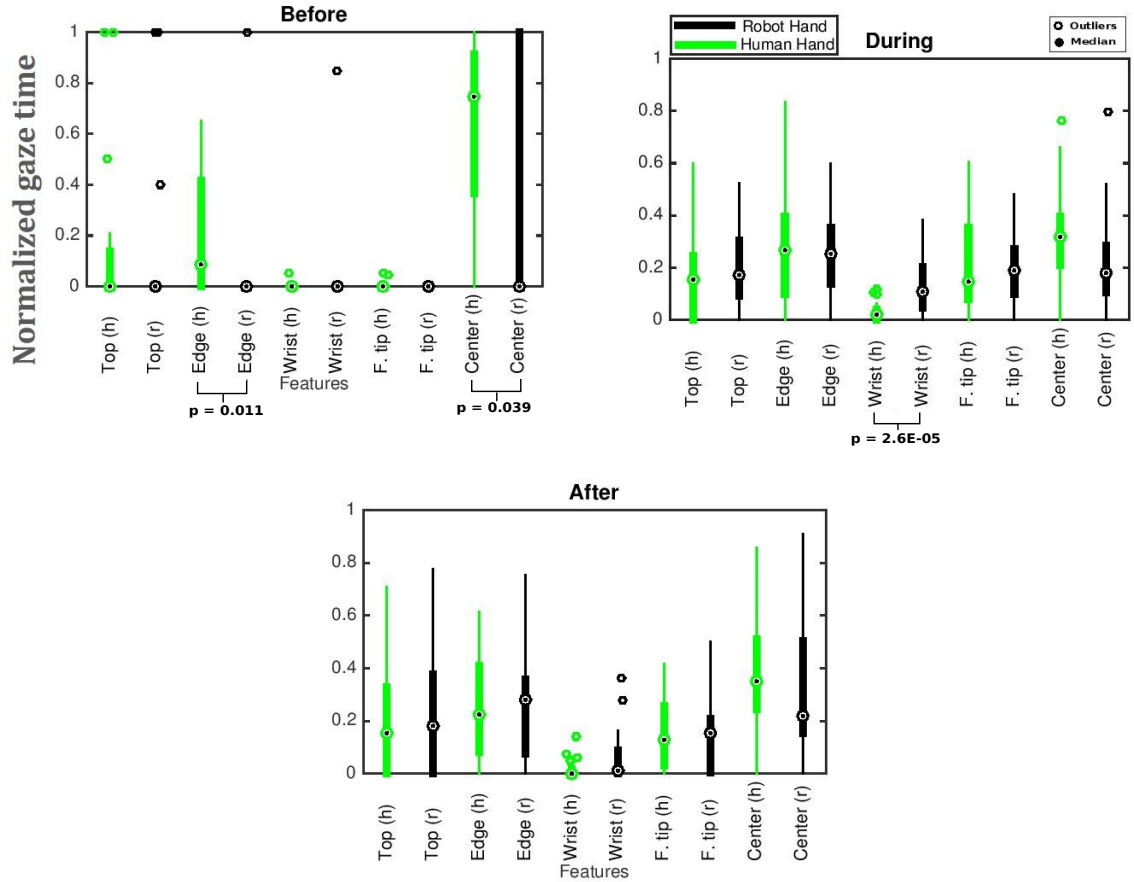 Before
Normalized gaze time
1
0.8
0.6
0.4
0.2
0
Top (h)
Top (r)
Edge (h)
Edge (r)
Wrist (h)
Wrist (r)
F. tip (h)
F. tip (r)
Center (h)
Center (r)
Features
p = 0.011
p = 0.039
Robot Hand
Human Hand
During
Outliers
Median
1
0.8
0.6
0.4
0.2
0
Top (h)
Top (r)
Edge (h)
Edge (r)
Wrist (h)
Wrist (r)
F. tip (h)
F. tip (r)
Center (h)
Center (r)
p = 2.6E-05
After
1
0.8
0.6
0.4
0.2
0
Top (h)
Top (r)
Edge (h)
Edge (r)
Wrist (h)
Wrist (r)
F. tip (h)
F. tip (r)
Center (h)
Center (r)
Features